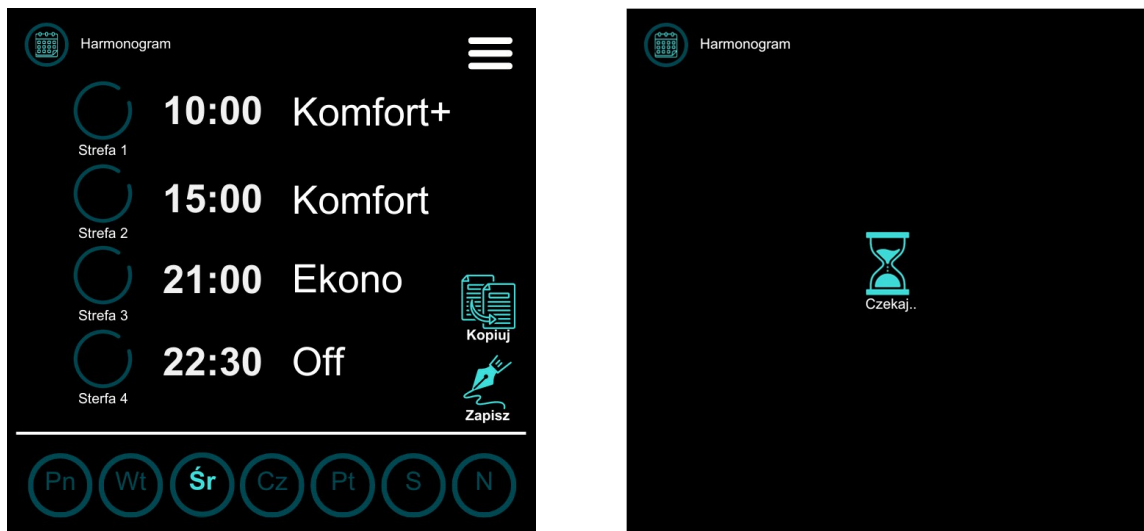 Harmonogram
10:00 Komfort+
Strefa 1
15:00 Komfort
Strefa 2
21:00 Ekono
Strefa 3
Kopiuj
22:30 Off
Sterfa 4
Zapisz
Pn Wt Śr Cz Pt S N
Harmonogram
Czekaj..